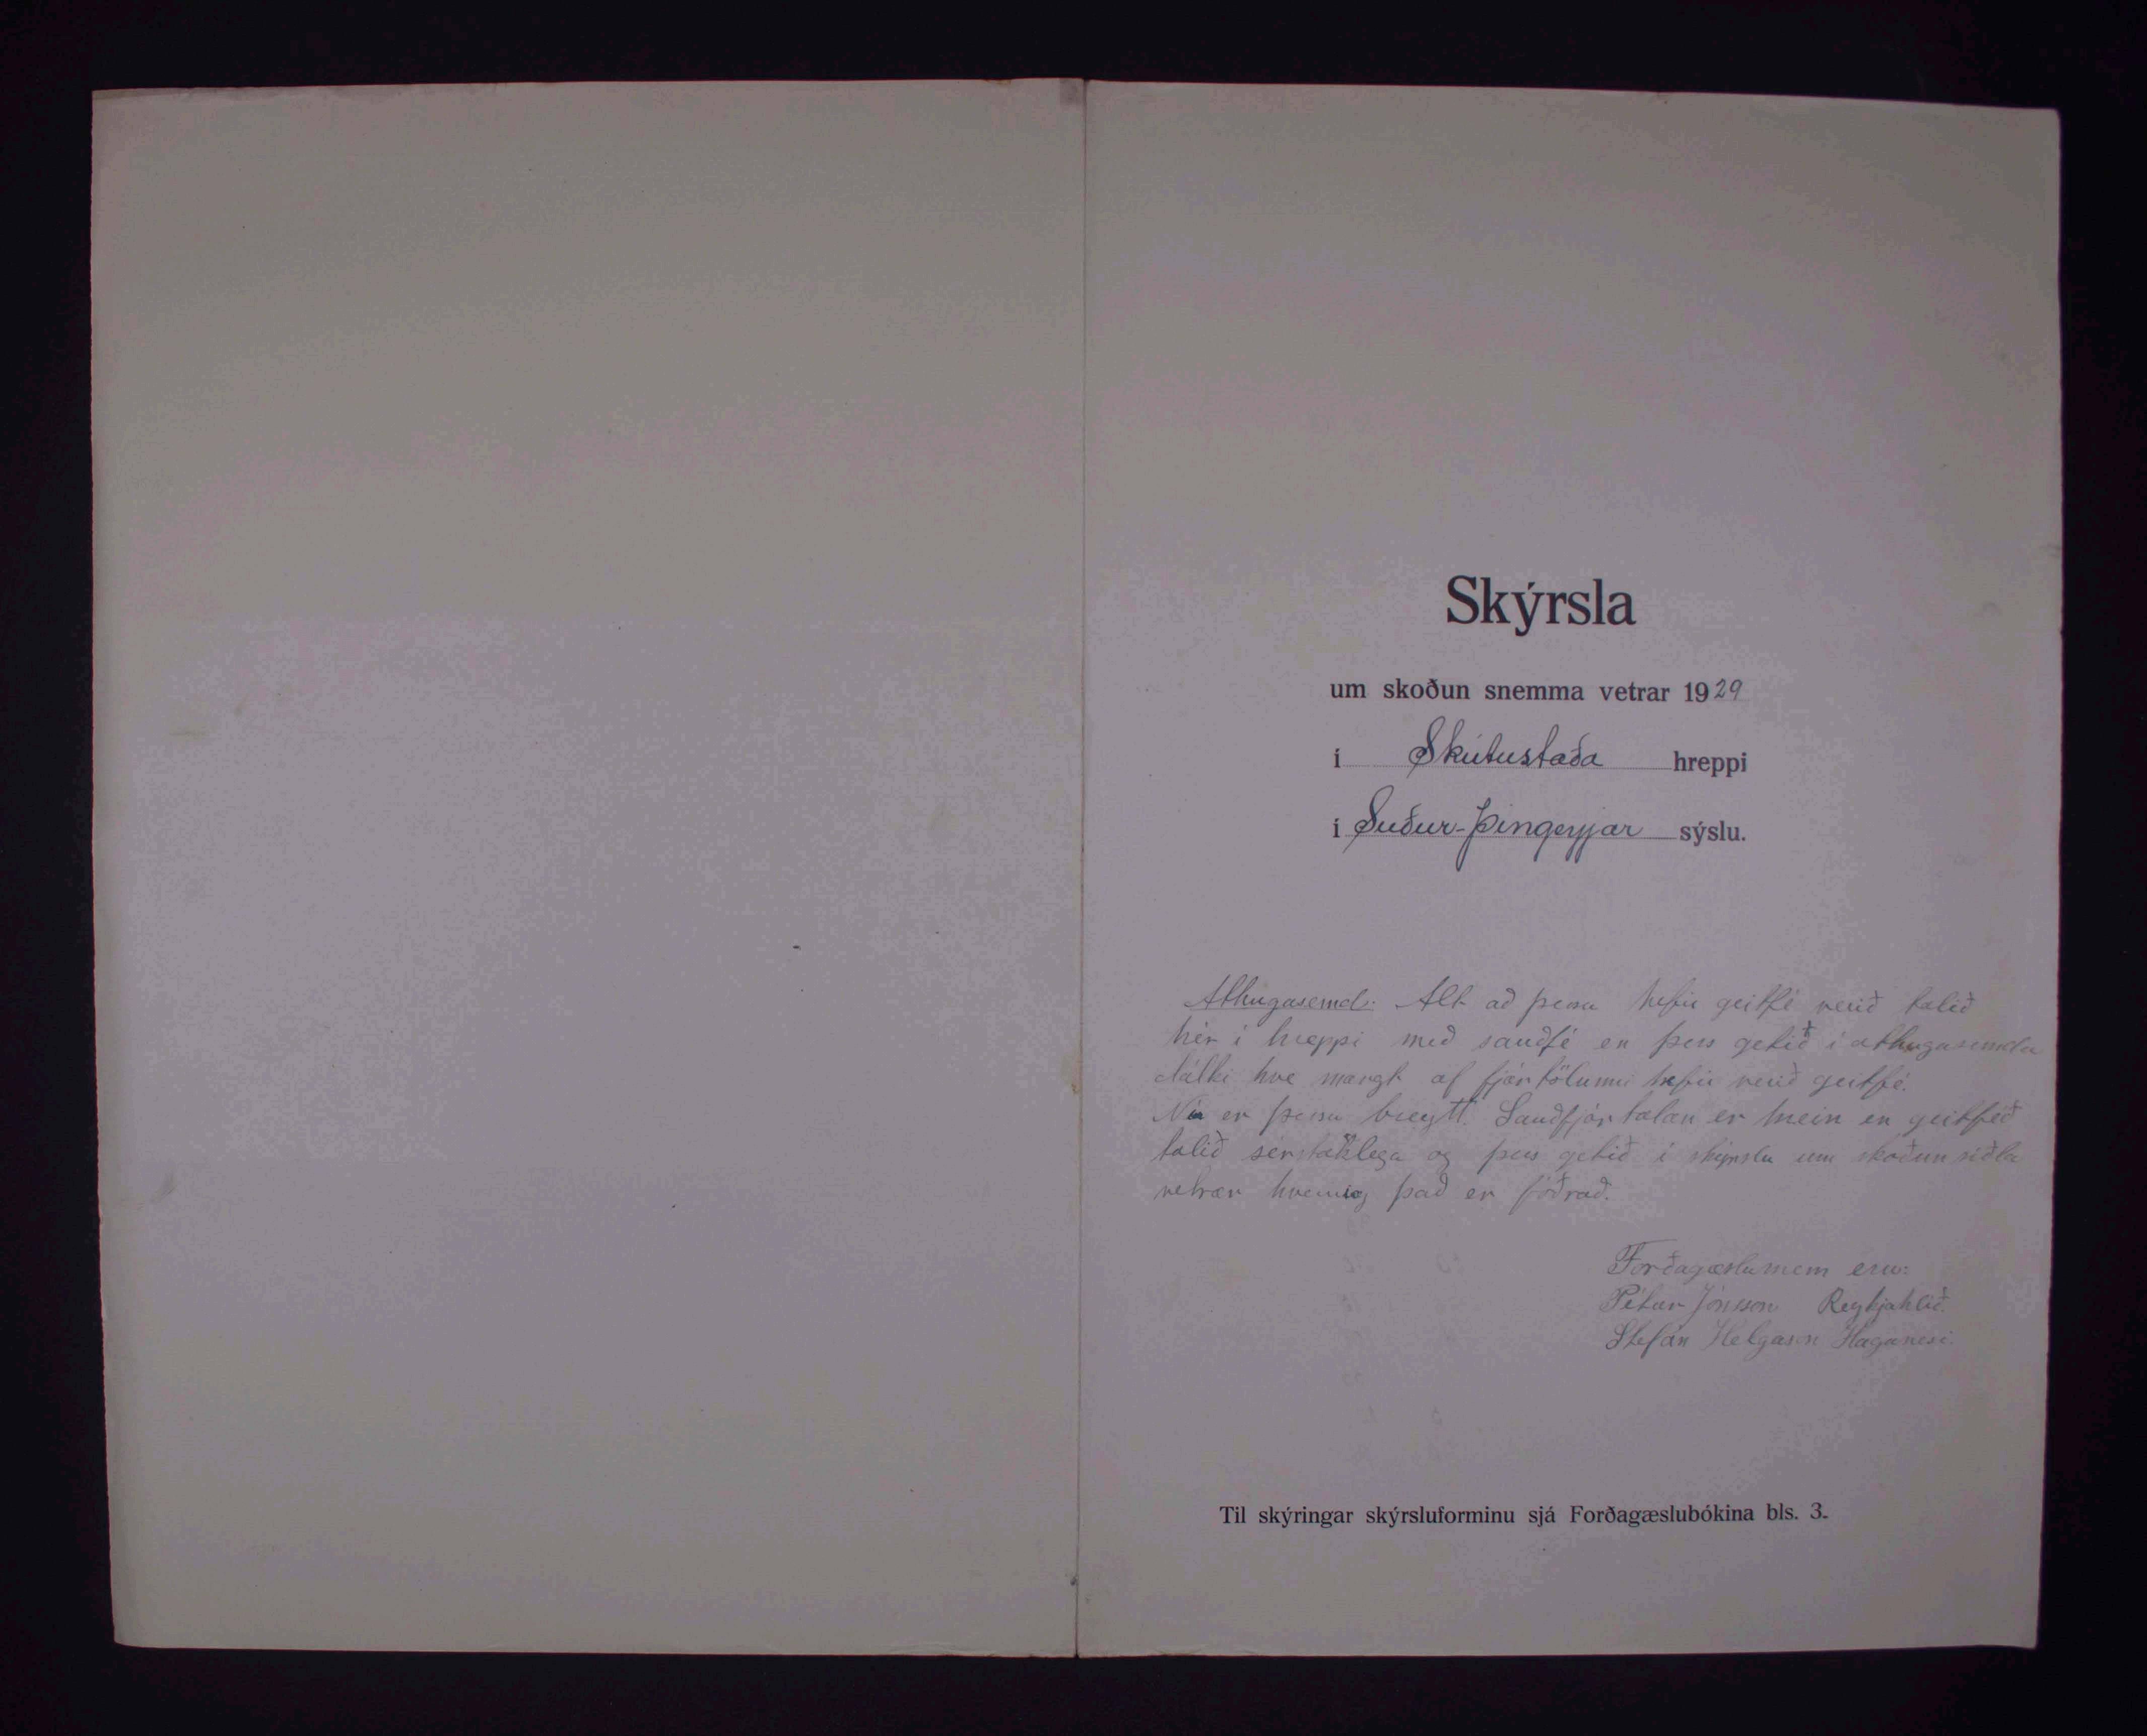 Skýrsla
um skoðun snemma vetrar 1929
í Skútustaða hreppi
í Suður-Þingeyjar sýslu.
Athugasemd: Alt að þessu hefir geitfé verið talið
hér í hreppi með sauðfé en þess getið í athugasemda
dálki hve margt af fjártölunni hefir verið geitfé.
Nú er þessu breytt. Sauðfjártalan er hrein en geitféð
talið sérstaklega og þess getið í skýrslu um skoðun síðla
vetrar hvernig það er fóðrað.
Forðagæslumenn eru:
Pétur Jónsson Reykjahlíð.
Stefán Helgason Haganesi.
Til skýringar skýrsluforminu sjá Forðagæslubókina bls. 3.